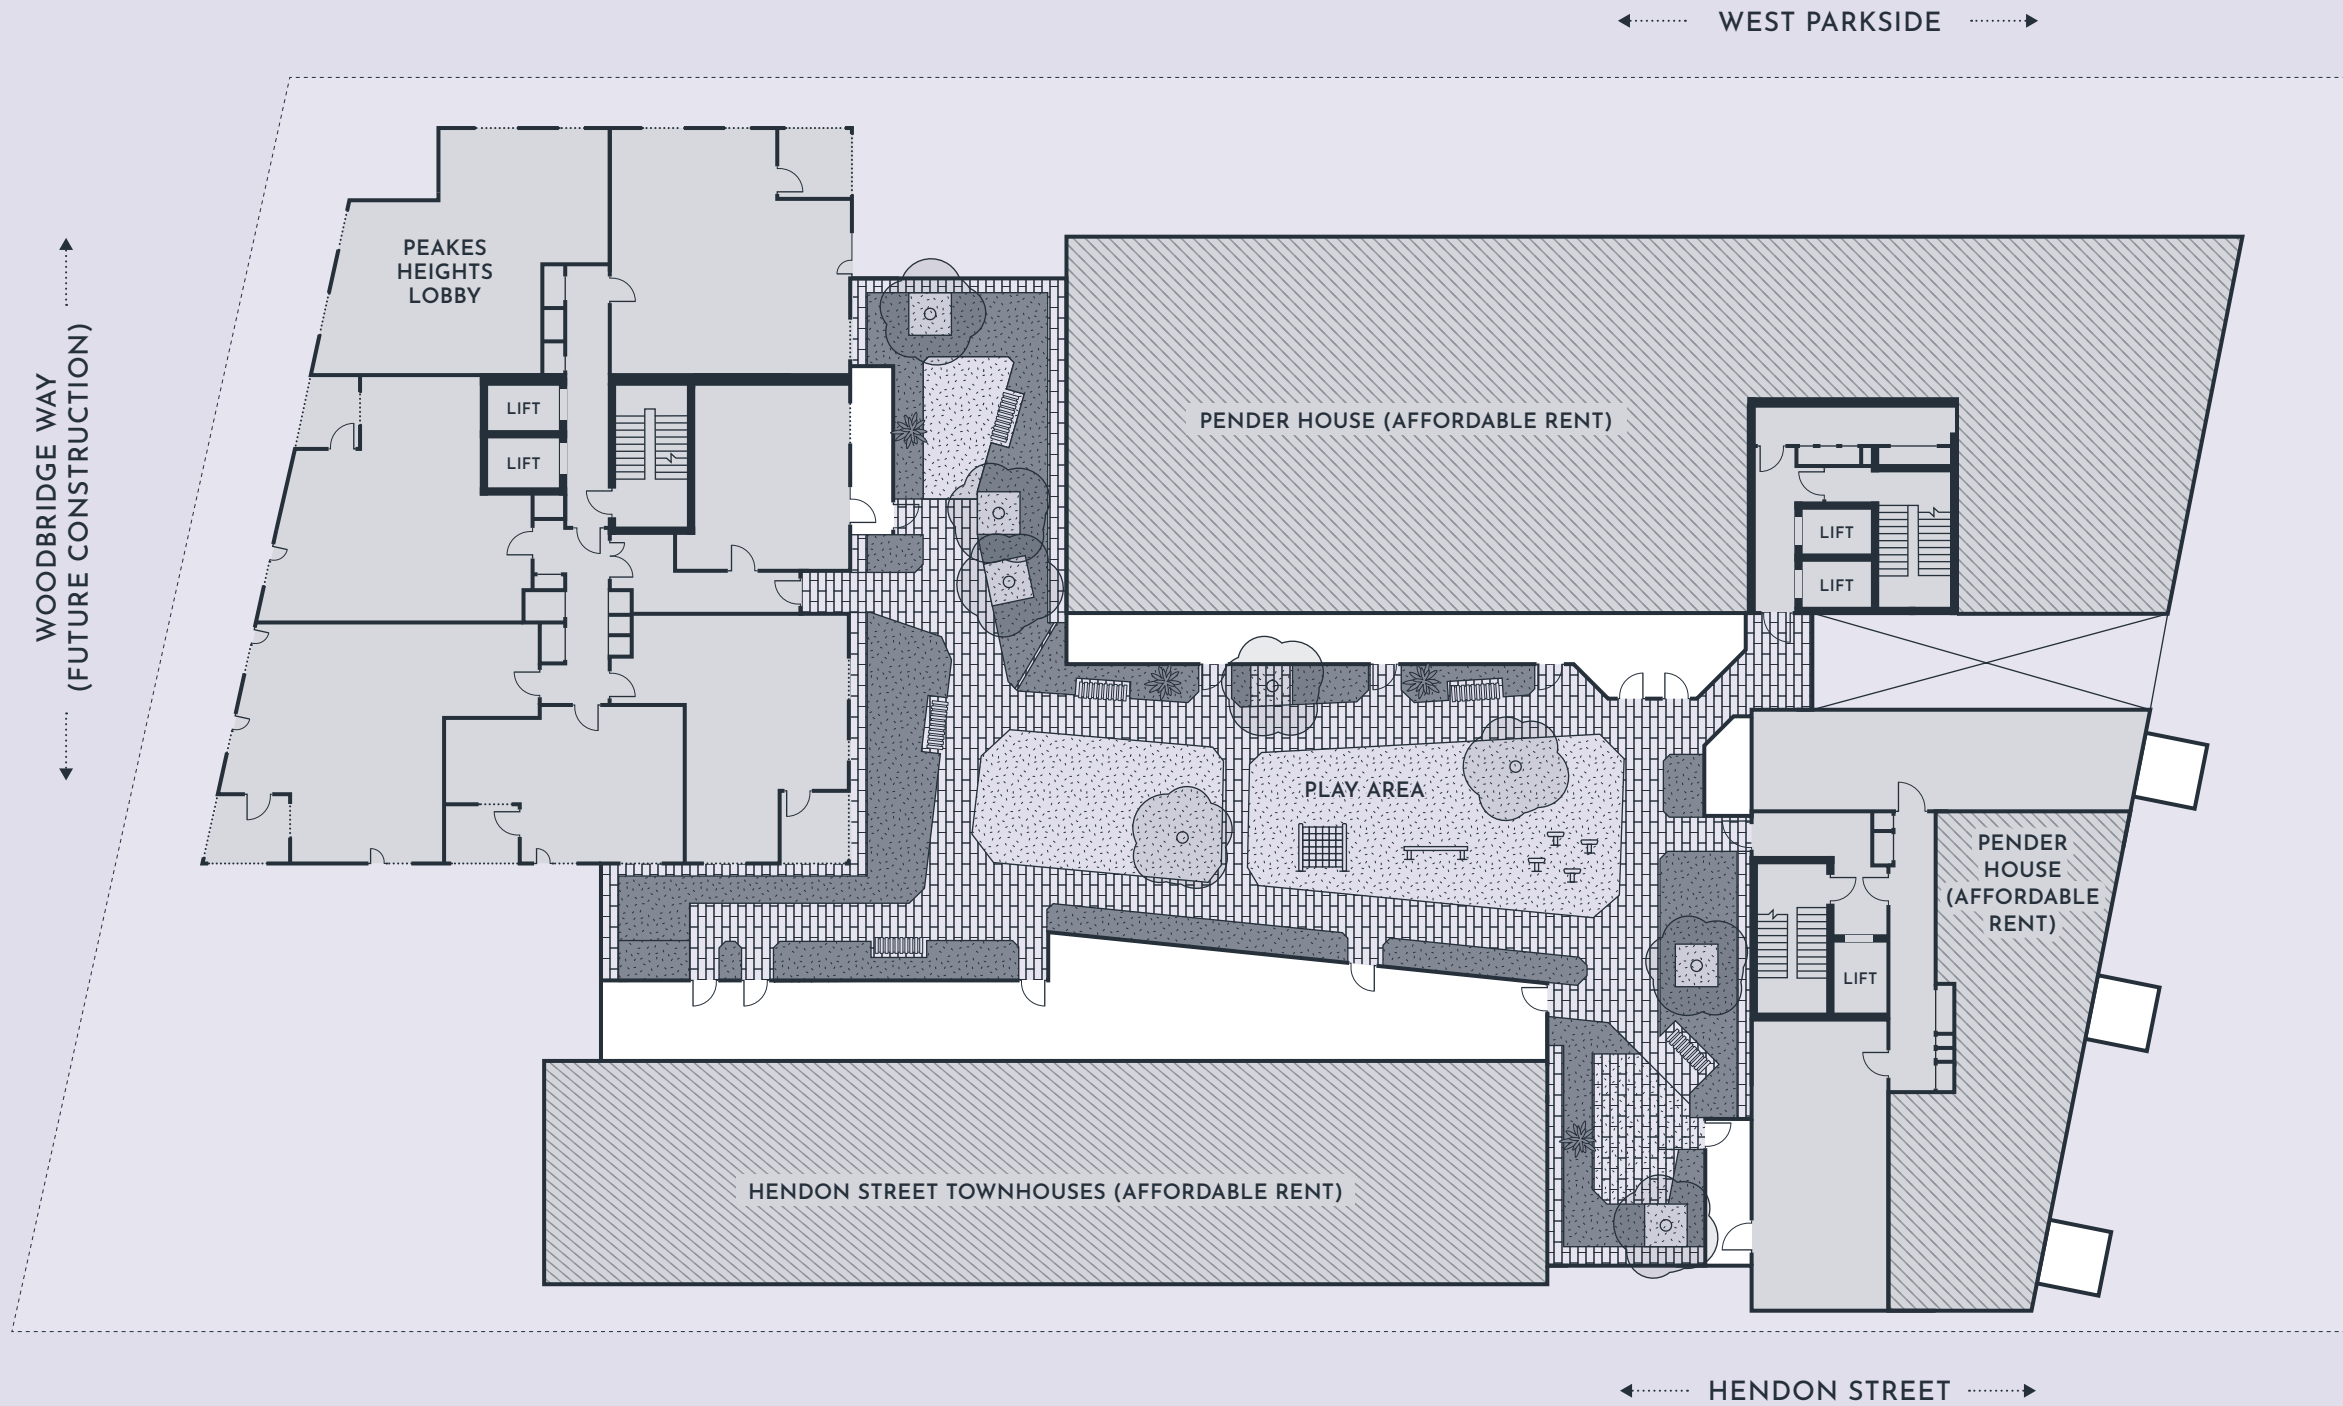 WEST PARKSIDE
WOODBRIDGE WAY
(FUTURE CONSTRUCTION)
PEAKES
HEIGHTS
LOBBY
LIFT
LIFT
PENDER HOUSE (AFFORDABLE RENT)
LIFT
LIFT
PLAY AREA
PENDER
HOUSE
(AFFORDABLE
RENT)
LIFT
HENDON STREET TOWNHOUSES (AFFORDABLE RENT)
HENDON STREET